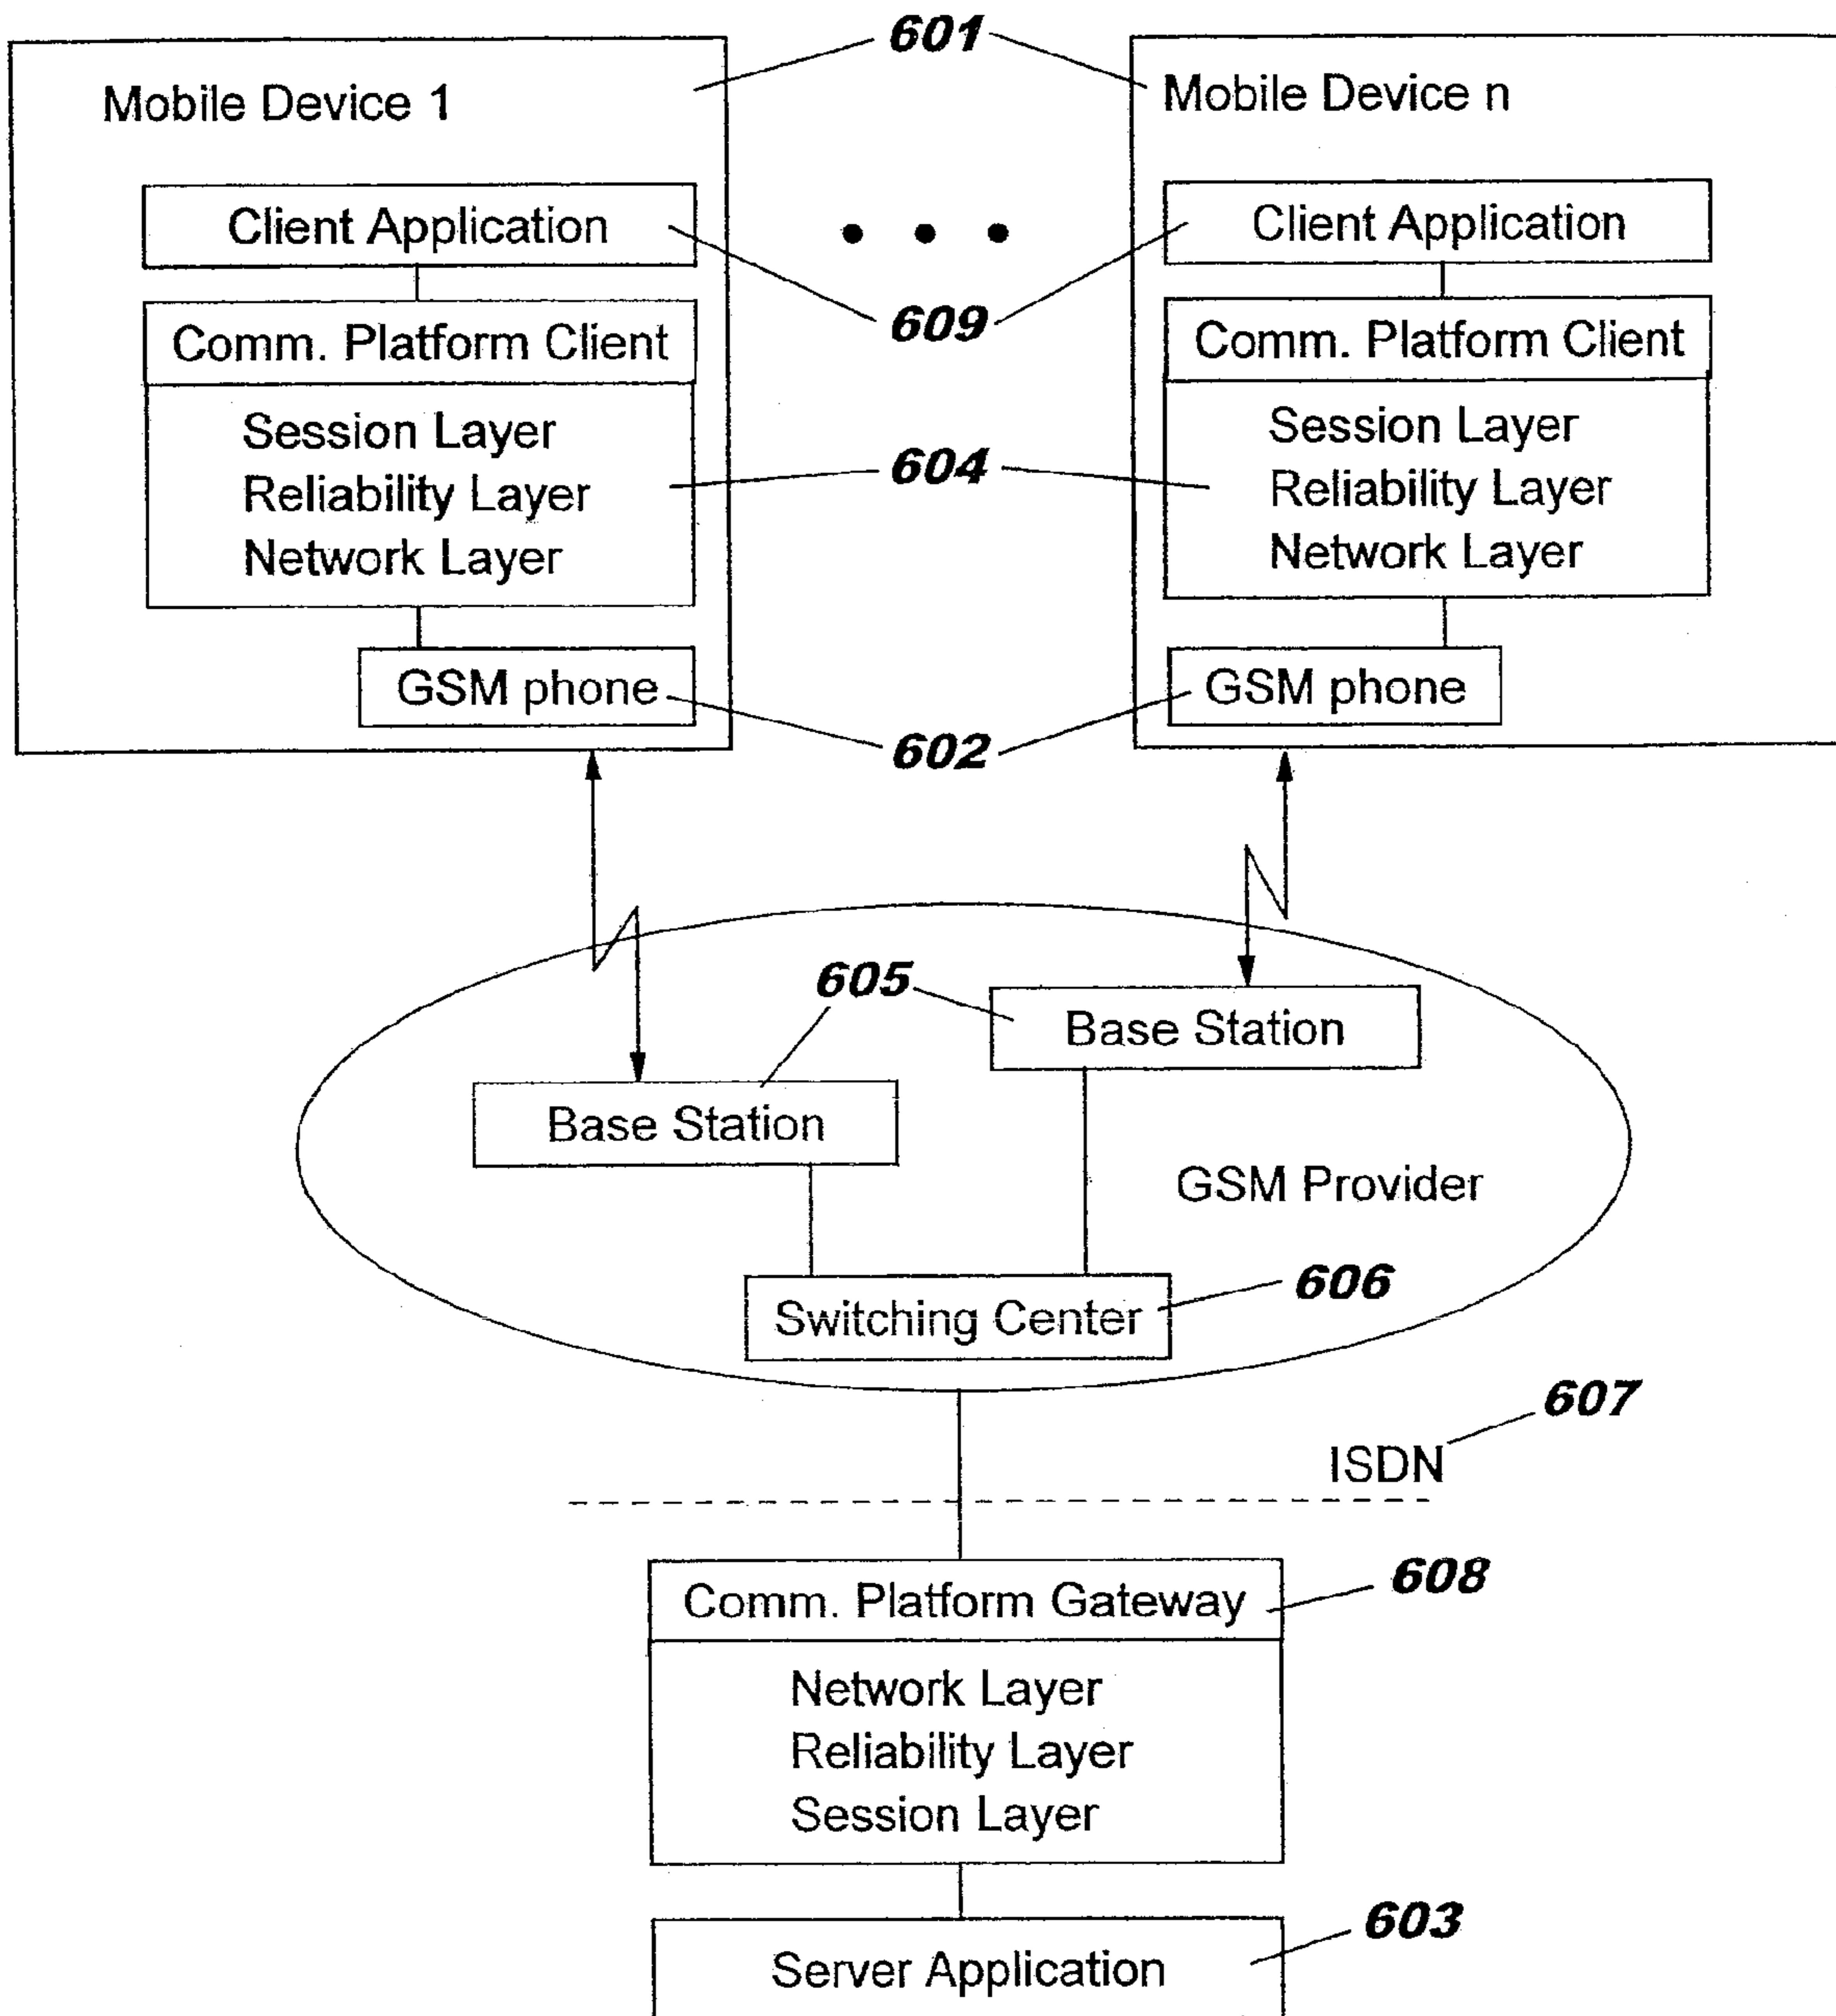 601
Mobile Device 1
Mobile Device n
Client Application
Client Application
609
Comm. Platform Client
Comm. Platform Client
Session Layer
Reliability Layer
Network Layer
604
Session Layer
Reliability Layer
Network Layer
GSM phone
GSM phone
602
605
Base Station
Base Station
GSM Provider
606
Switching Center
607
ISDN
608
Comm. Platform Gateway
Network Layer
Reliability Layer
Session Layer
603
Server Application